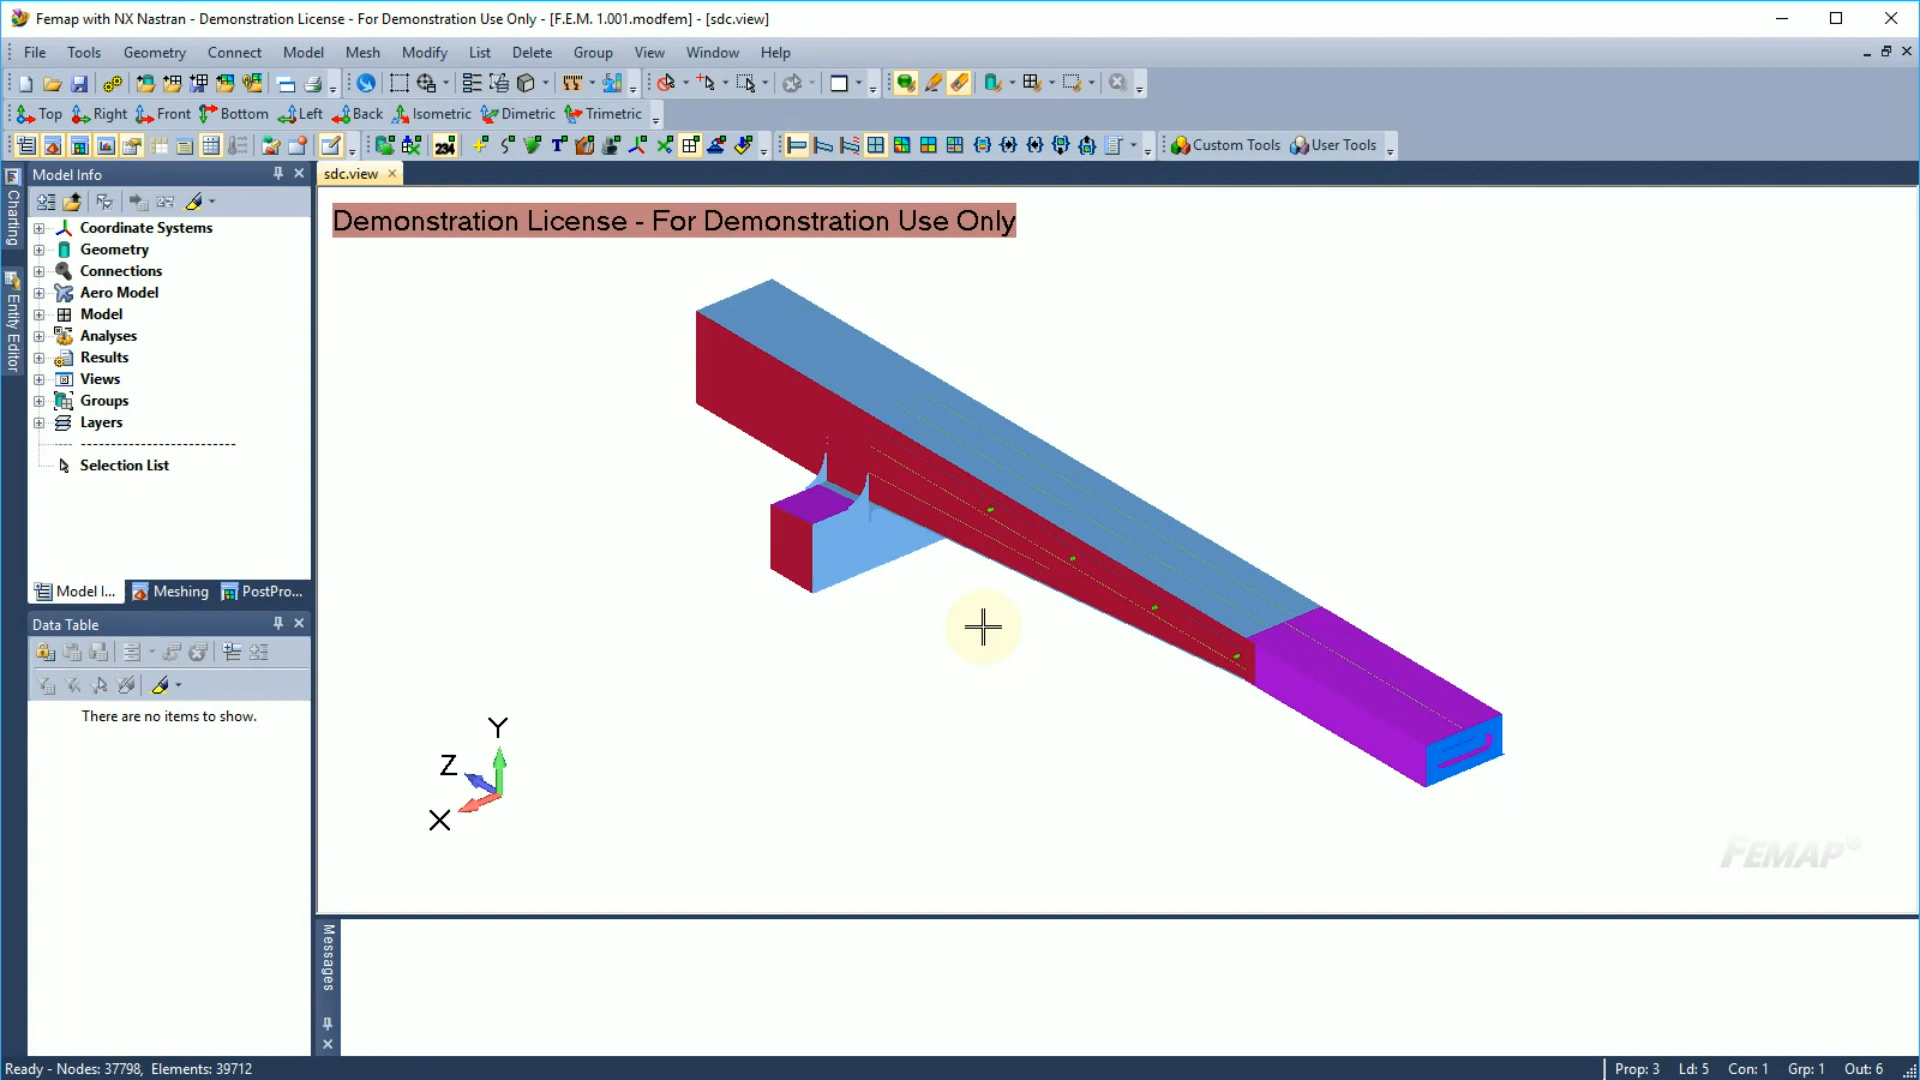 Femap with NX Nastran - Demonstration License - For Demonstration Use Only - [F.E.M. 1.001.modfem] - [sdc.view]
File Tools Geometry Connect Model Mesh Modify List Delete Group View Window Help
Top Right Front Bottom Left Back Isometric Dimetric Trimetric
234 T Custom Tools User Tools
Model Info
sdc.view
Charting
Entity Editor
Coordinate Systems
Geometry
Connections
Aero Model
Model
Analyses
Results
Views
Groups
Layers
Selection List
Model I... Meshing PostPro...
Data Table
There are no items to show.
Demonstration License - For Demonstration Use Only
Y
Z
X
FEMAP®
Messages
Ready - Nodes: 37798, Elements: 39712
Prop: 3 Ld: 5 Con: 1 Grp: 1 Out: 6